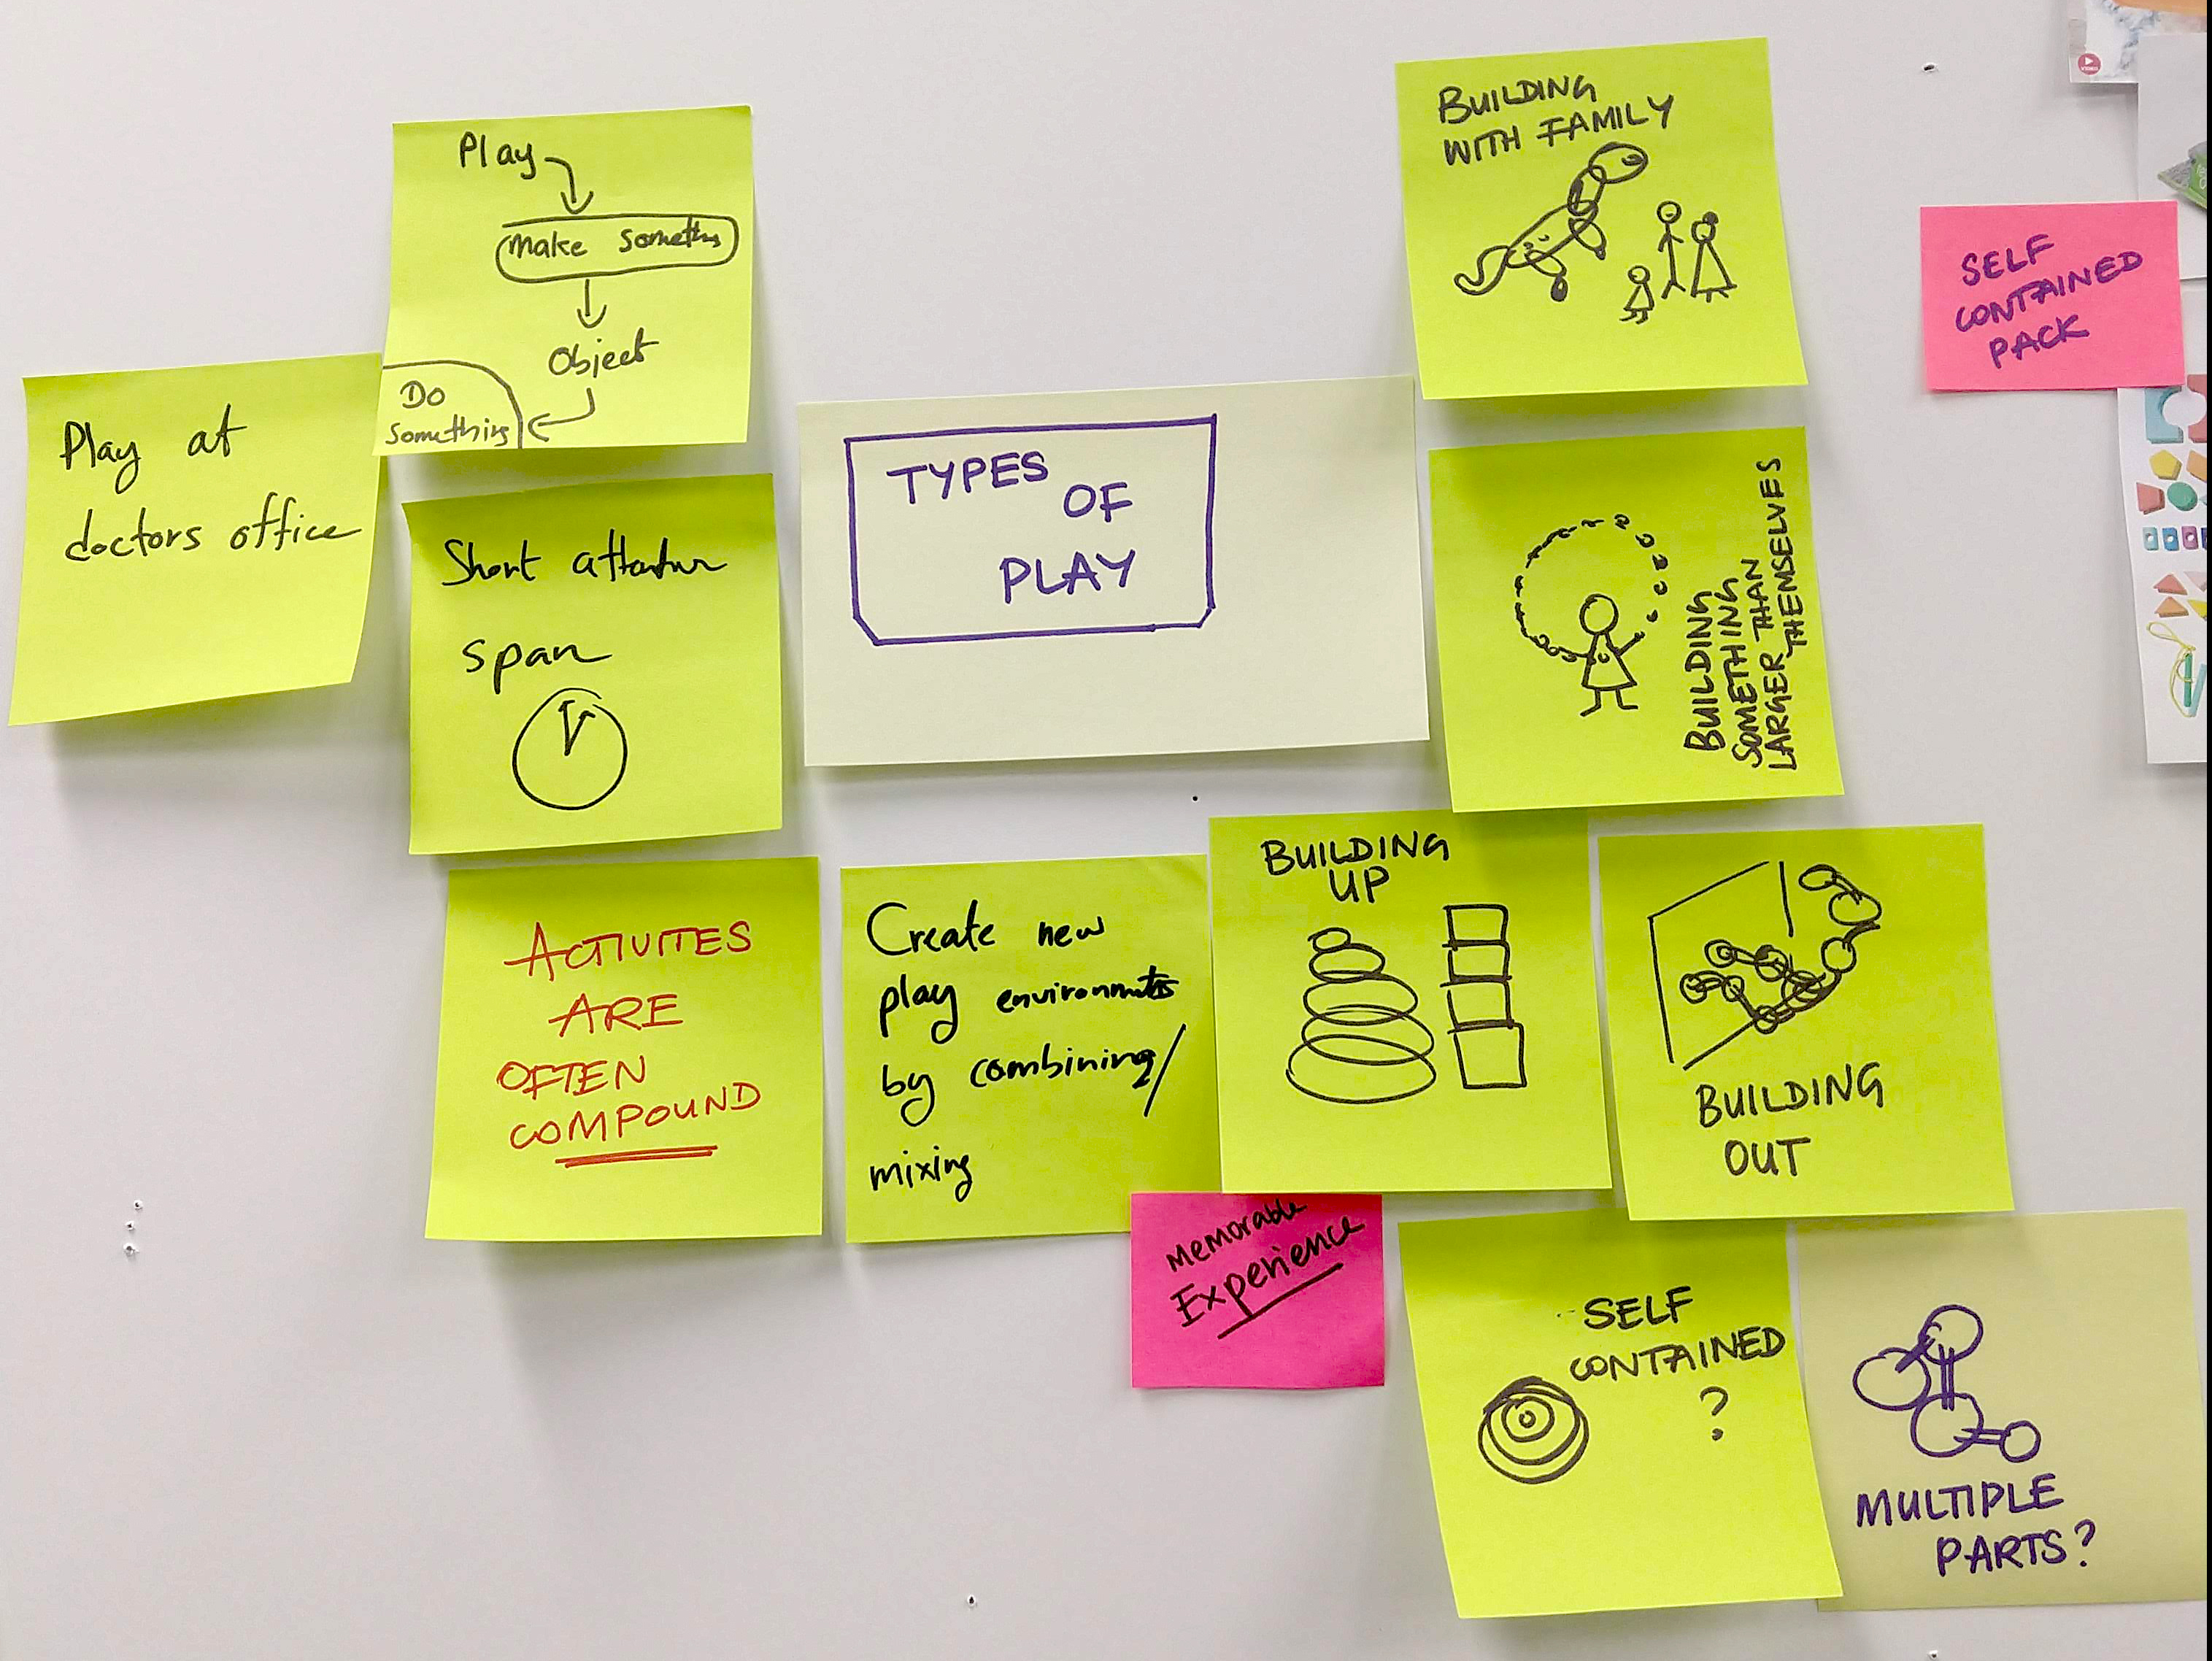 Play
make something
Object
Do
Something
Play at
doctors office
Short attention
span
TYPES
OF
PLAY
BUILDING
WITH FAMILY
SELF
CONTAINED
PACK
BUILDING
SOMETHING
LARGER THAN
THEMSELVES
ACTIVITES
ARE
OFTEN
COMPOUND
Create new
play environments
by combining/
mixing
BUILDING
UP
BUILDING
OUT
Memorable
Experience
SELF
CONTAINED
?
MULTIPLE
PARTS?